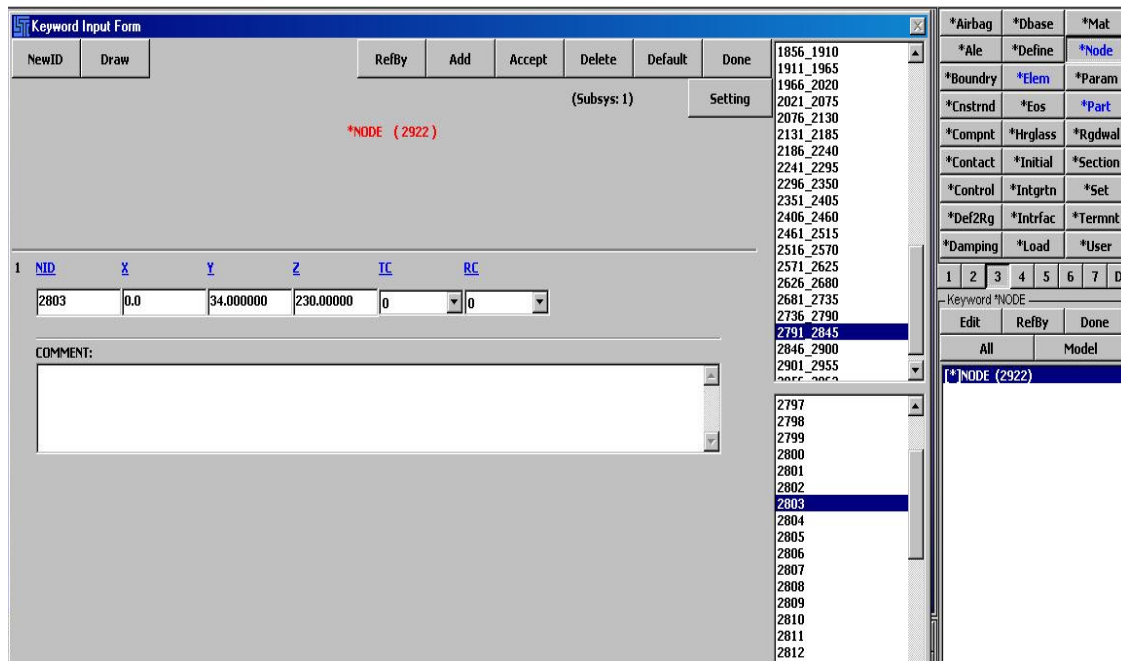 Keyword Input Form
NewID Draw RefBy Add Accept Delete Default Done
(Subsys: 1) Setting
*NODE (2922)
1 NID X Y Z TC RC
2803 0.0 34.000000 230.00000 0 0
COMMENT:
1856_1910
1911_1965
1966_2020
2021_2075
2076_2130
2131_2185
2186_2240
2241_2295
2296_2350
2351_2405
2406_2460
2461_2515
2516_2570
2571_2625
2626_2680
2681_2735
2736_2790
2791_2845
2846_2900
2901_2955
2797
2798
2799
2800
2801
2802
2803
2804
2805
2806
2807
2808
2809
2810
2811
2812
*Airbag *Dbase *Mat
*Ale *Define *Node
*Boundry *Elem *Param
*Cnstrnd *Eos *Part
*Compnt *Hrglass *Rgdwal
*Contact *Initial *Section
*Control *Intgrtn *Set
*Def2Rg *Intrfac *Termnt
*Damping *Load *User
1 2 3 4 5 6 7 D
Keyword *NODE
Edit RefBy Done
All Model
[*]NODE (2922)